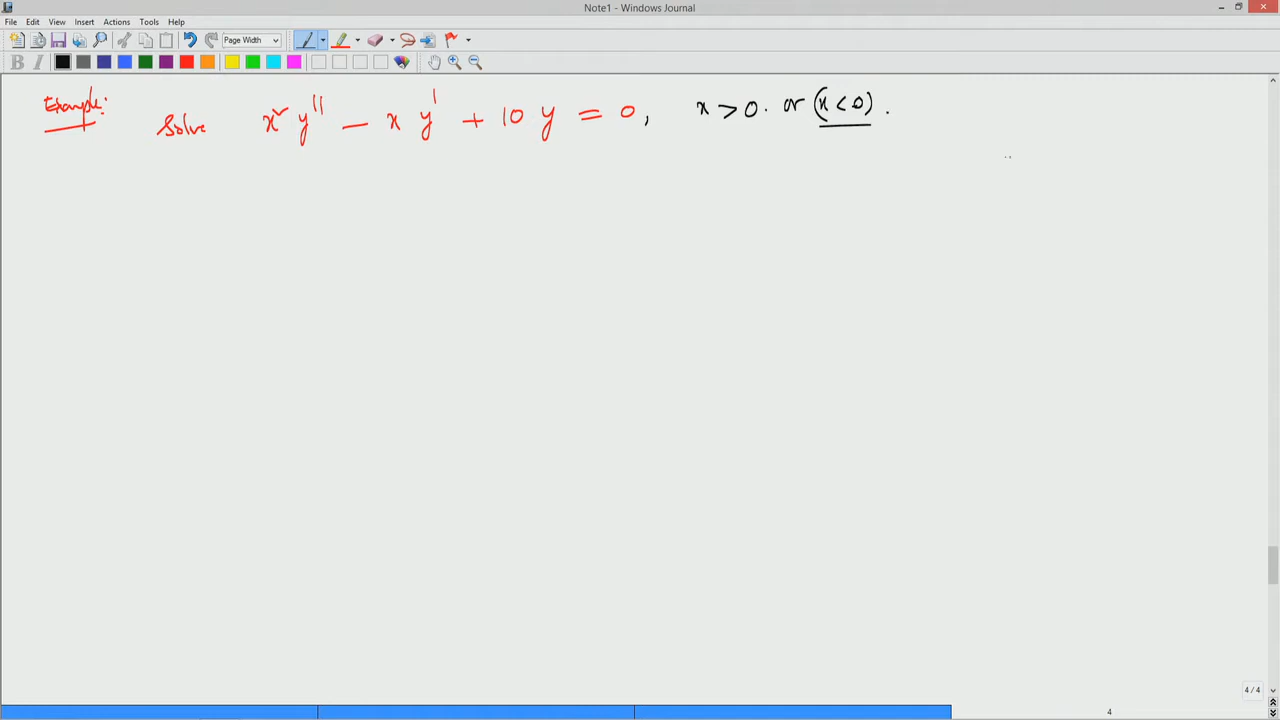 Note1 - Windows Journal
File Edit View Insert Actions Tools Help
Page Width
B I
Example:
Solve x² y'' - x y' + 10 y = 0, x > 0. or (x < 0).
4 / 4
4